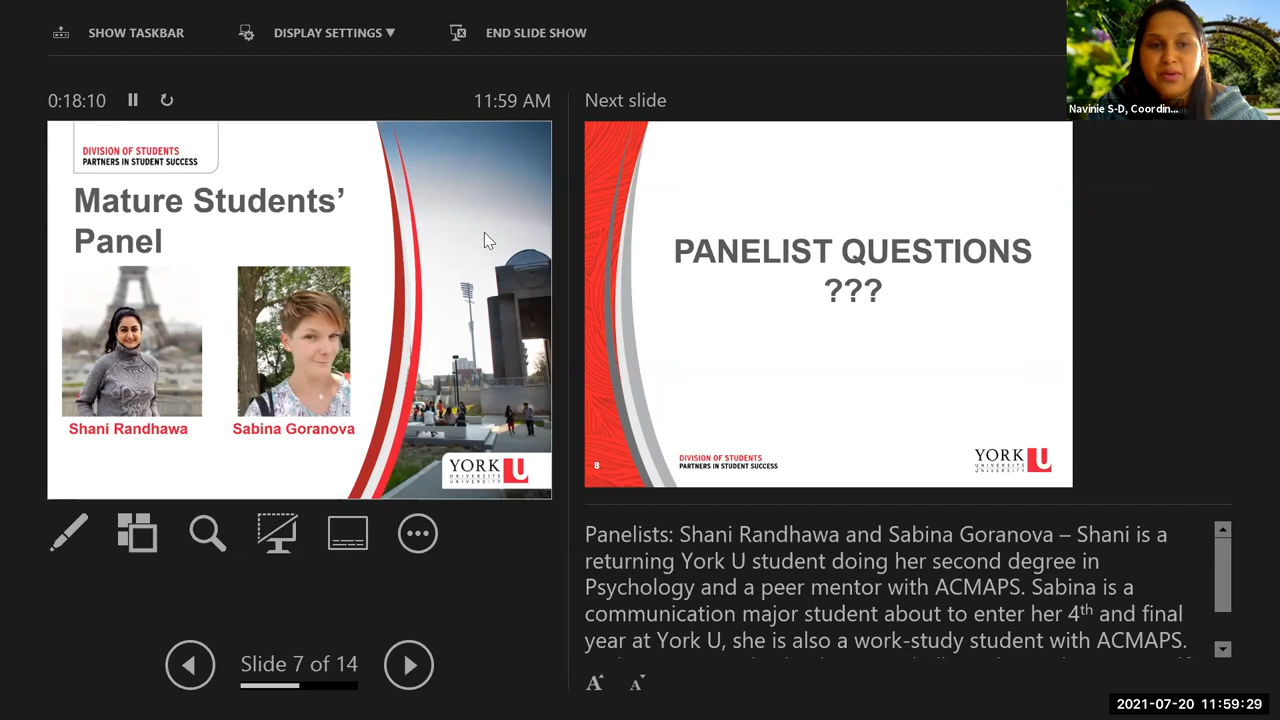 SHOW TASKBAR
DISPLAY SETTINGS ▼
END SLIDE SHOW
Navinie S-D, Coordin...
0:18:10
11:59 AM
Next slide
DIVISION OF STUDENTS
PARTNERS IN STUDENT SUCCESS
Mature Students’
Panel
Shani Randhawa
Sabina Goranova
YORK U
UNIVERSITÉ
UNIVERSITY
PANELIST QUESTIONS
???
8
DIVISION OF STUDENTS
PARTNERS IN STUDENT SUCCESS
YORK U
UNIVERSITÉ
UNIVERSITY
Panelists: Shani Randhawa and Sabina Goranova – Shani is a
returning York U student doing her second degree in
Psychology and a peer mentor with ACMAPS. Sabina is a
communication major student about to enter her 4th and final
year at York U, she is also a work-study student with ACMAPS.
Slide 7 of 14
A A
2021-07-20 11:59:29